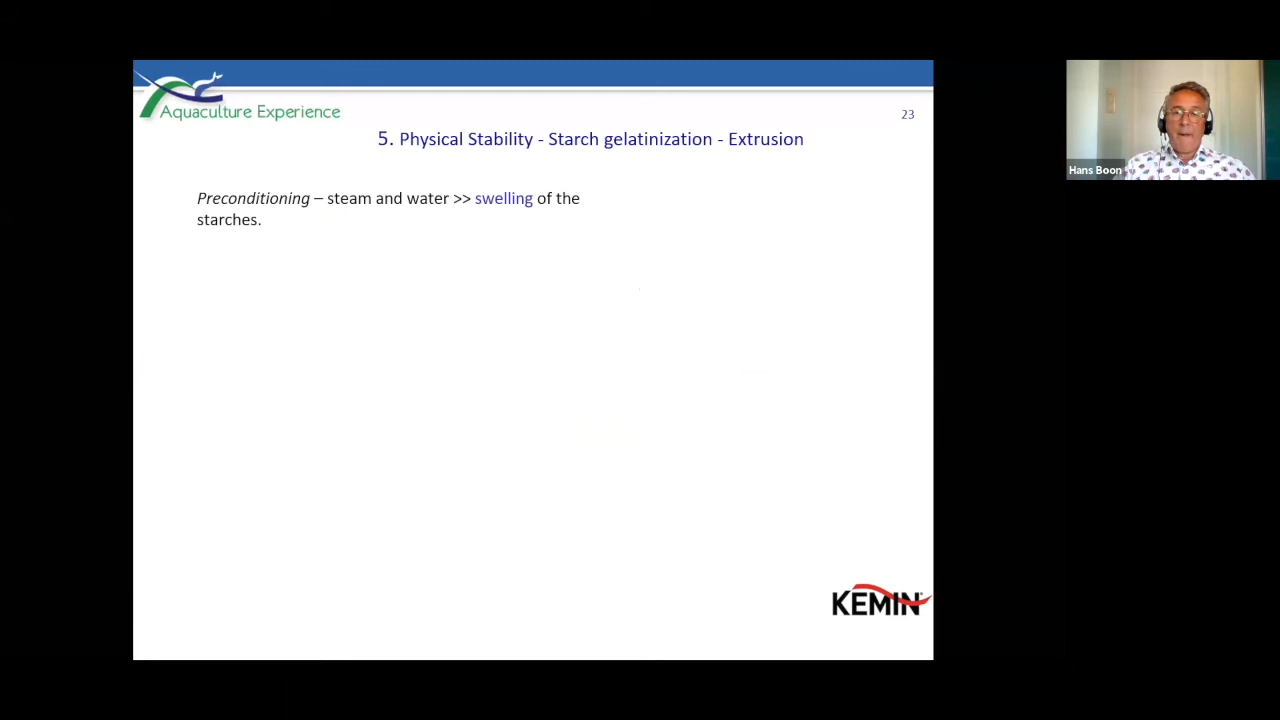 Aquaculture Experience
23
5. Physical Stability - Starch gelatinization - Extrusion
Preconditioning – steam and water >> swelling of the
starches.
Hans Boon
KEMIN